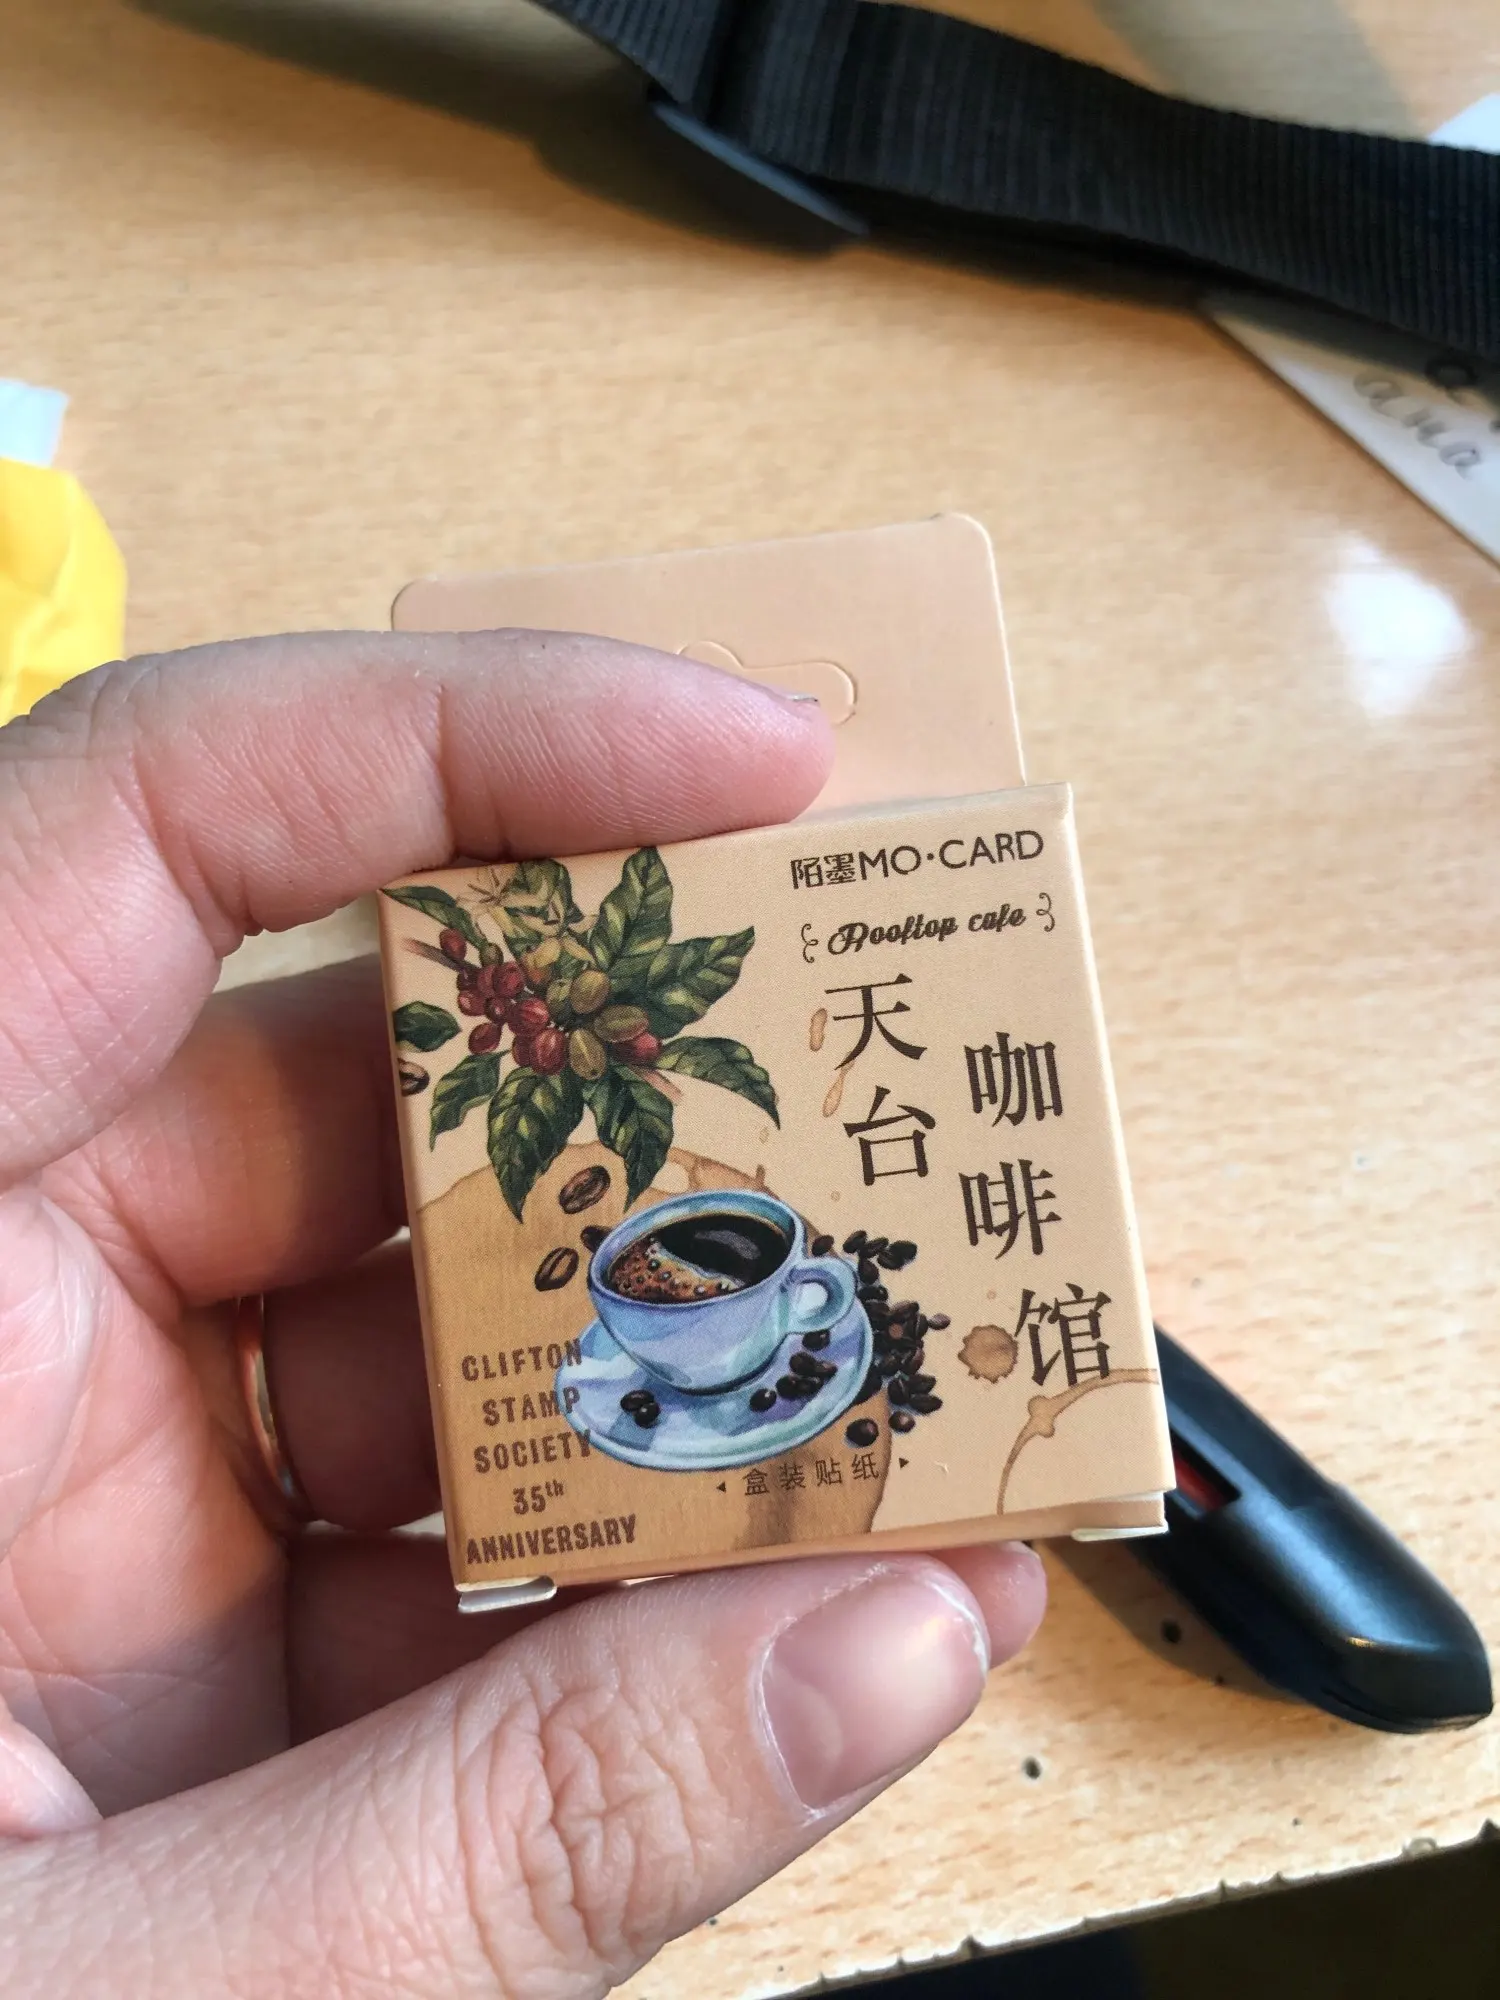 陌墨MO·CARD
Rooftop cafe
天台
咖啡馆
CLIFTON
STAMP
SOCIETY
35th
ANNIVERSARY
盒装贴纸